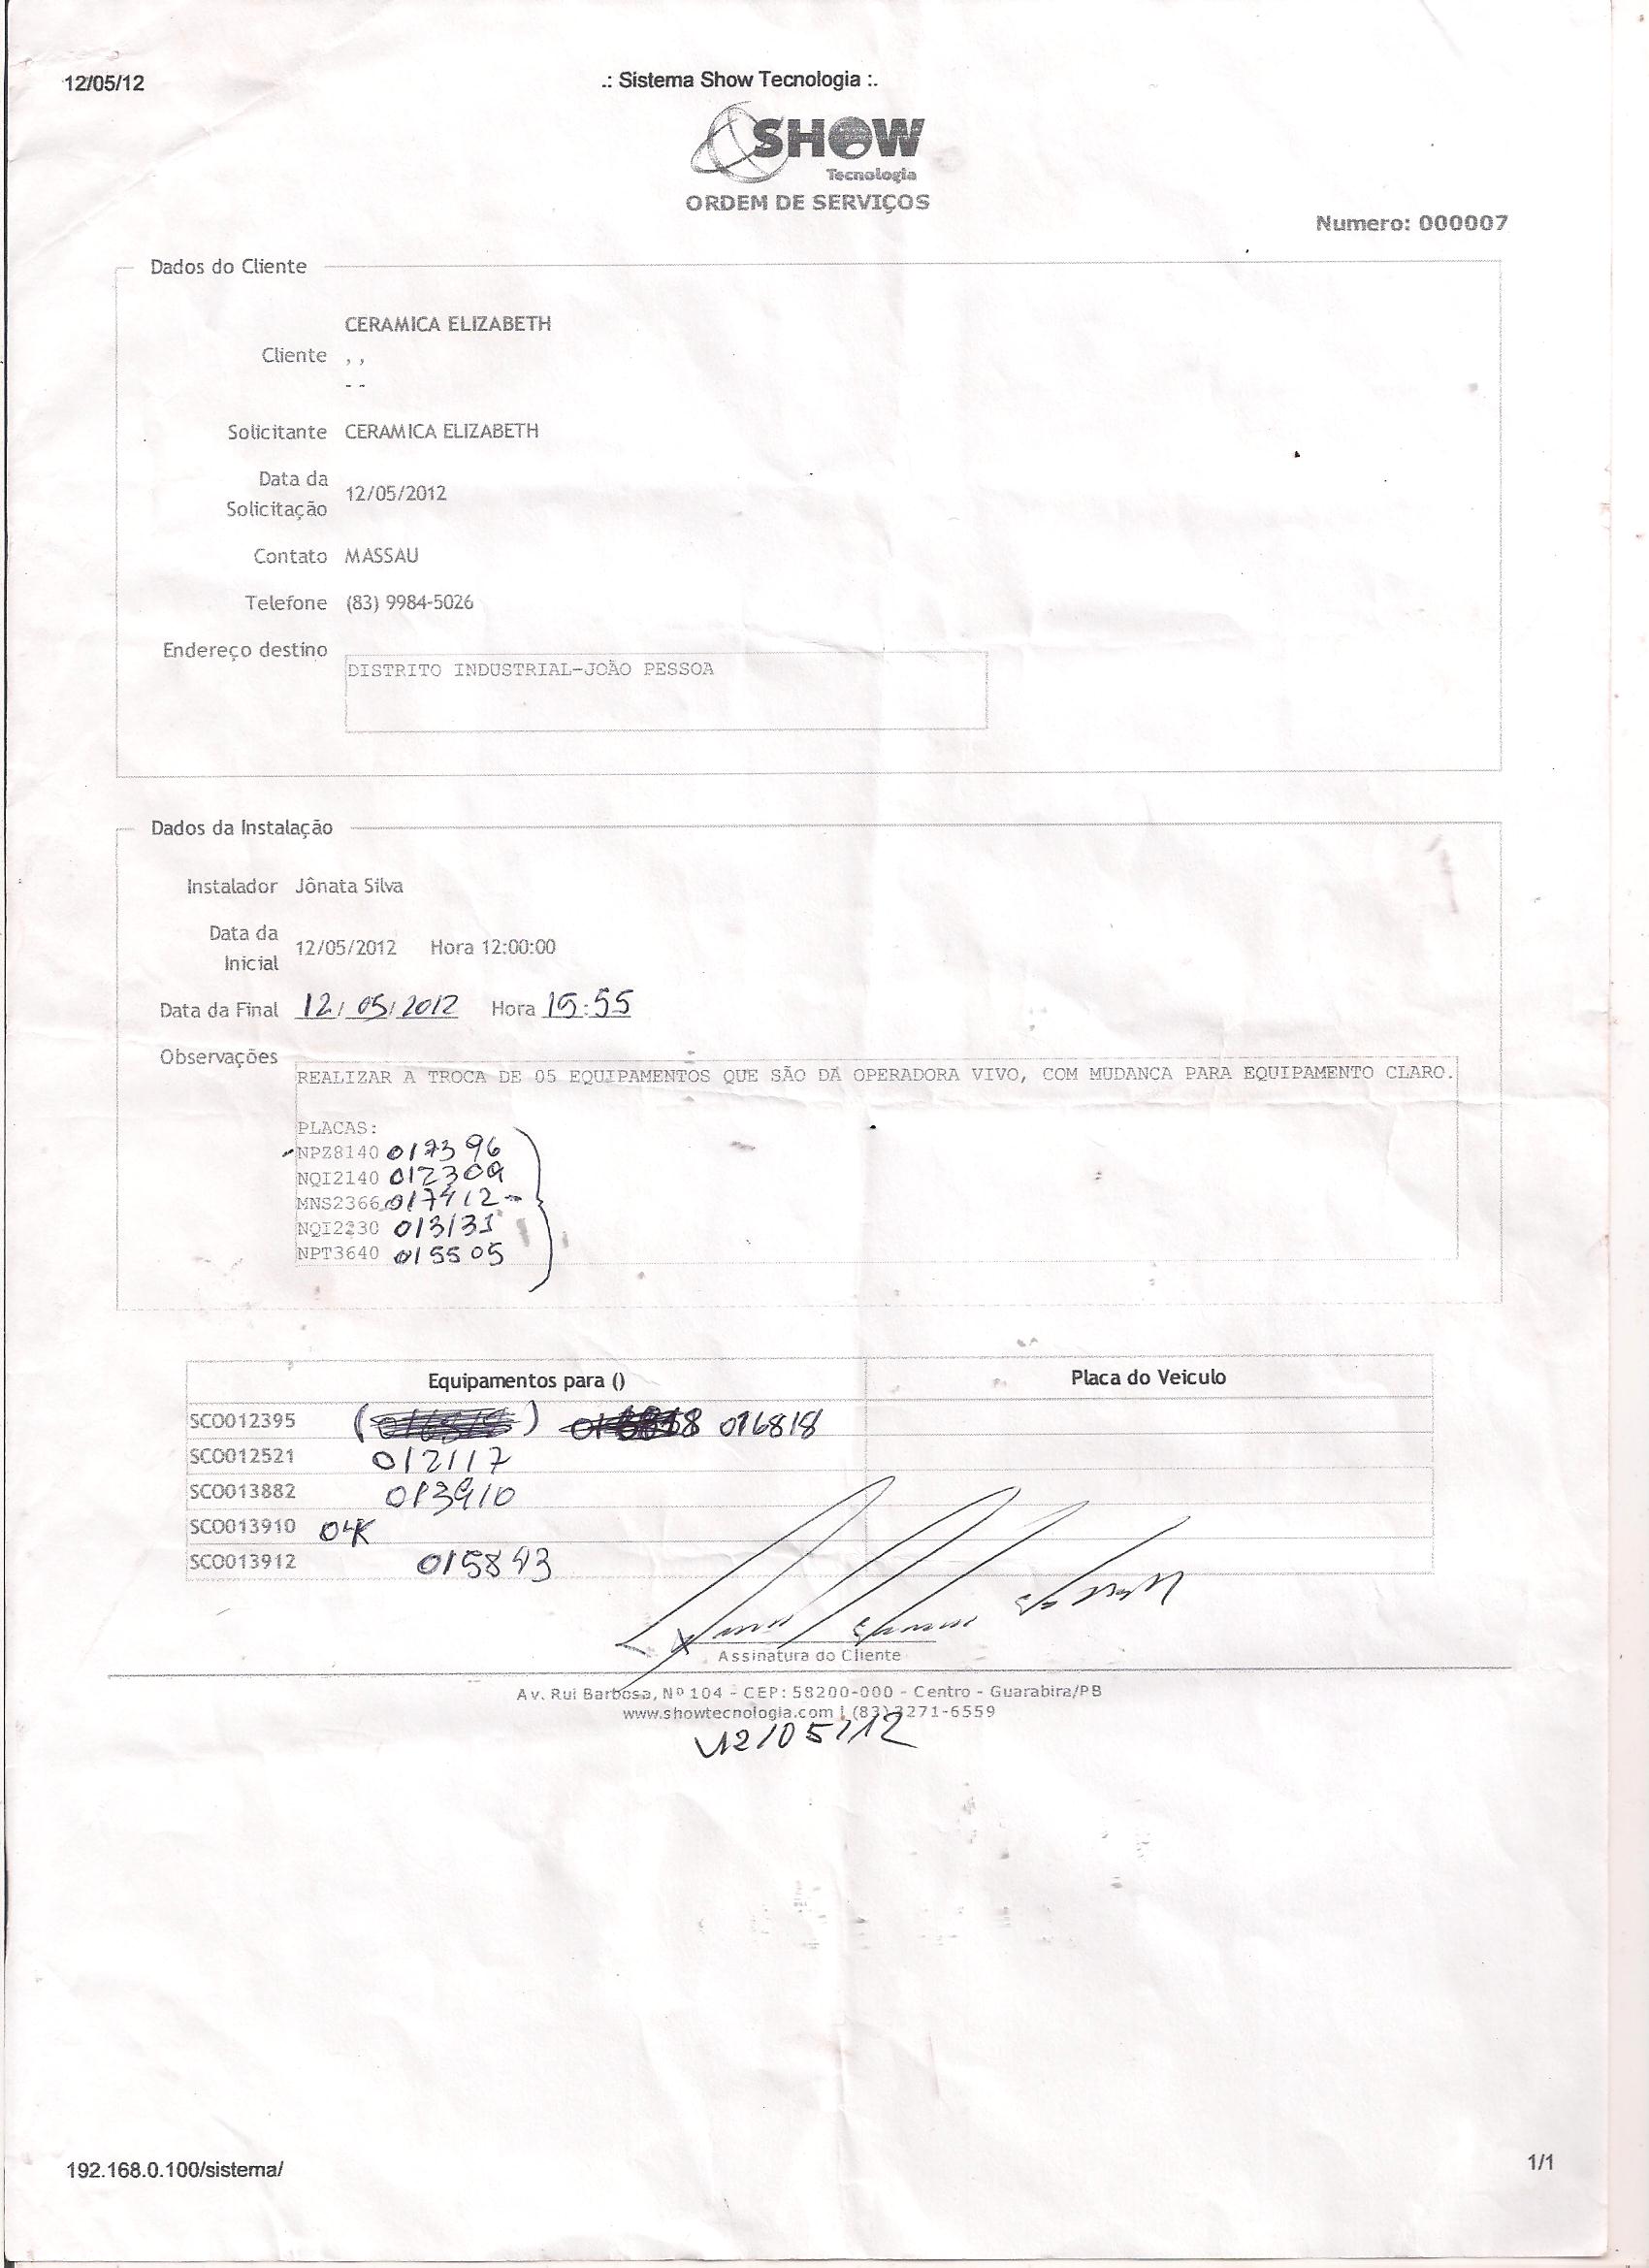 12/05/12
.: Sistema Show Tecnologia :.
SHOW
Tecnologia
ORDEM DE SERVIÇOS
Numero: 000007
Dados do Cliente
CERAMICA ELIZABETH
Cliente , ,
- -
Solicitante CERAMICA ELIZABETH
Data da
Solicitação 12/05/2012
Contato MASSAU
Telefone (83) 9984-5026
Endereço destino
DISTRITO INDUSTRIAL-JOÃO PESSOA
Dados da Instalação
Instalador Jônata Silva
Data da
Inicial 12/05/2012 Hora 12:00:00
Data da Final 12/05/2012 Hora 15:55
Observações
REALIZAR A TROCA DE 05 EQUIPAMENTOS QUE SÃO DA OPERADORA VIVO, COM MUDANCA PARA EQUIPAMENTO CLARO.
PLACAS:
NPZ8140 017396
NQI2140 012309
MNS2366 017412
NQI2230 013131
NPT3640 015505
Equipamentos para () Placa do Veiculo
SCO012395 016818
SCO012521 012117
SCO013882 013910
SCO013910 OK
SCO013912 015843
Assinatura do Cliente
Av. Rui Barbosa, Nº 104 - CEP: 58200-000 - Centro - Guarabira/PB
www.showtecnologia.com | (83) 3271-6559
12/05/12
192.168.0.100/sistema/
1/1